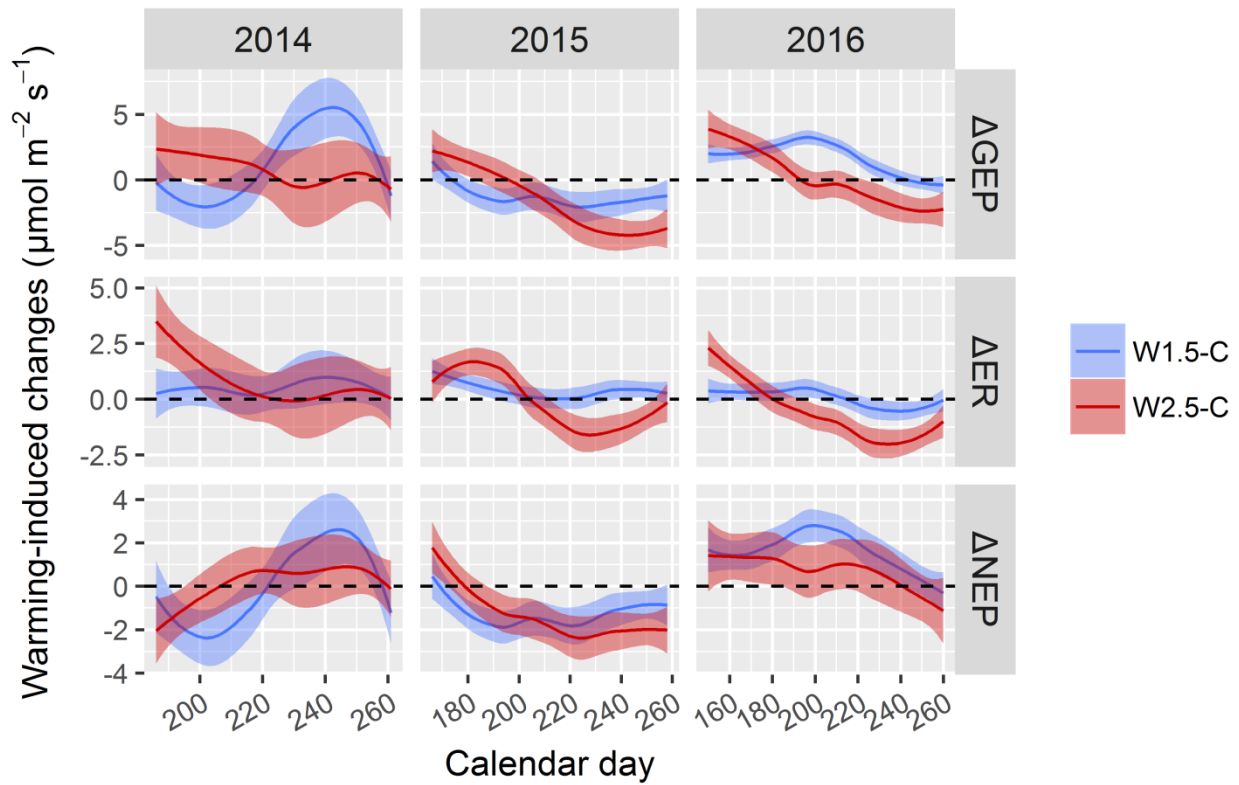 2014 2015 2016
Warming-induced changes (μmol m⁻² s⁻¹)
5
0
-5
ΔGEP
5.0
2.5
0.0
-2.5
ΔER
4
2
0
-2
-4
ΔNEP
200 220 240 260 180 200 220 240 260 160 180 200 220 240 260
Calendar day
W1.5-C
W2.5-C